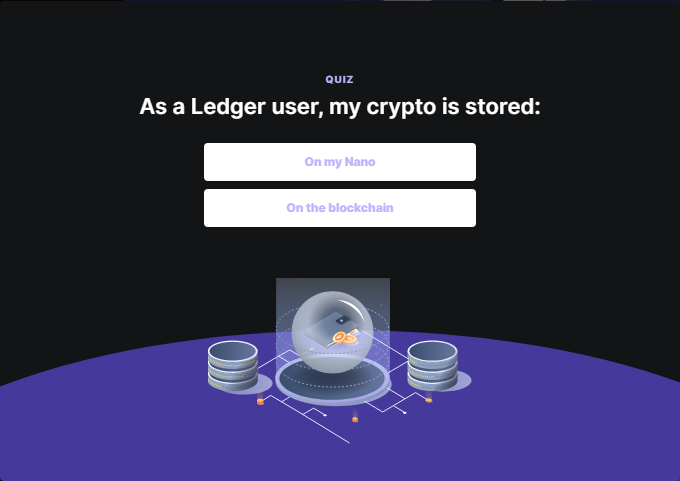 QUIZ
As a Ledger user, my crypto is stored:
On my Nano
On the blockchain